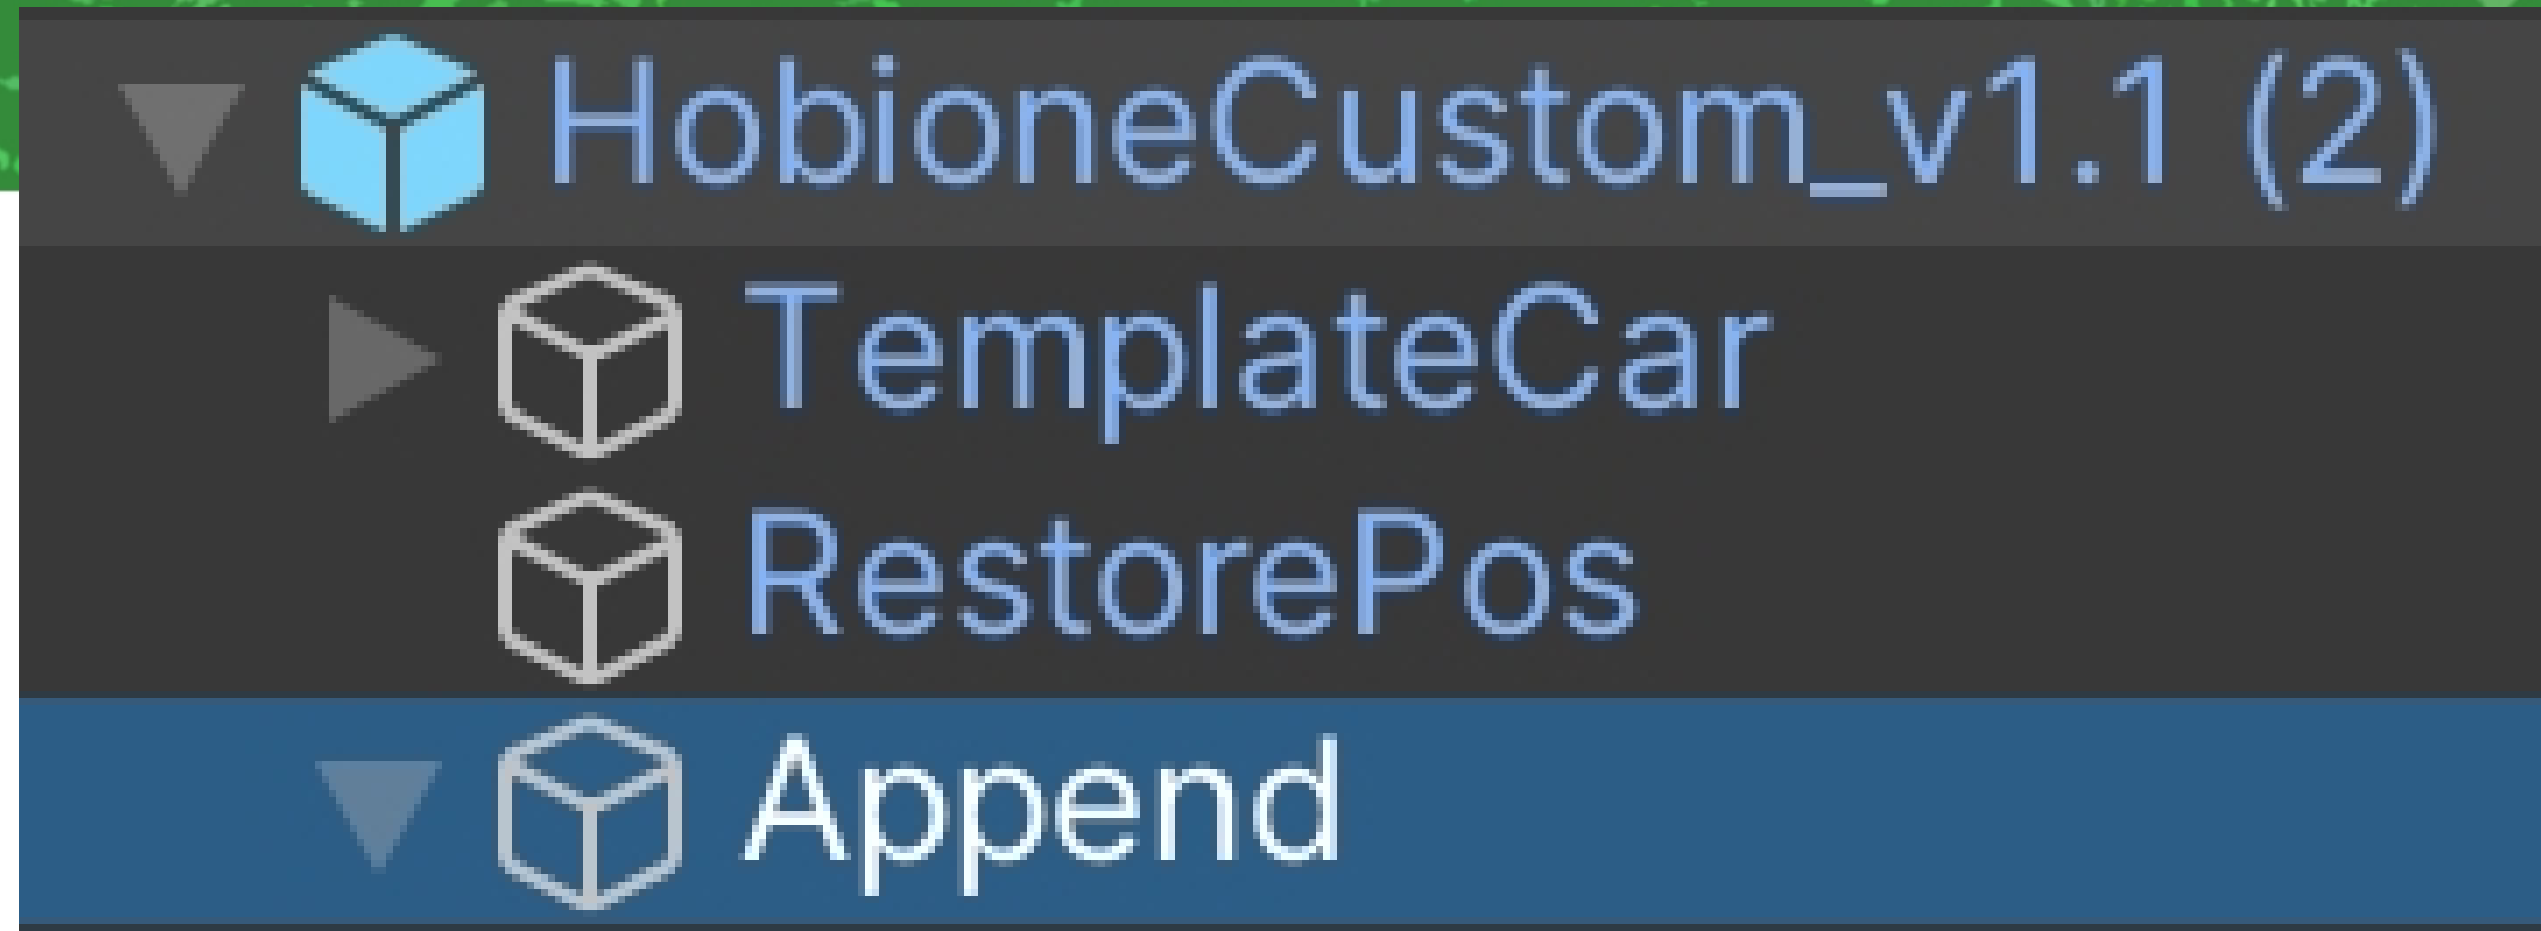 HobioneCustom_v1.1 (2)
TemplateCar
RestorePos
Append